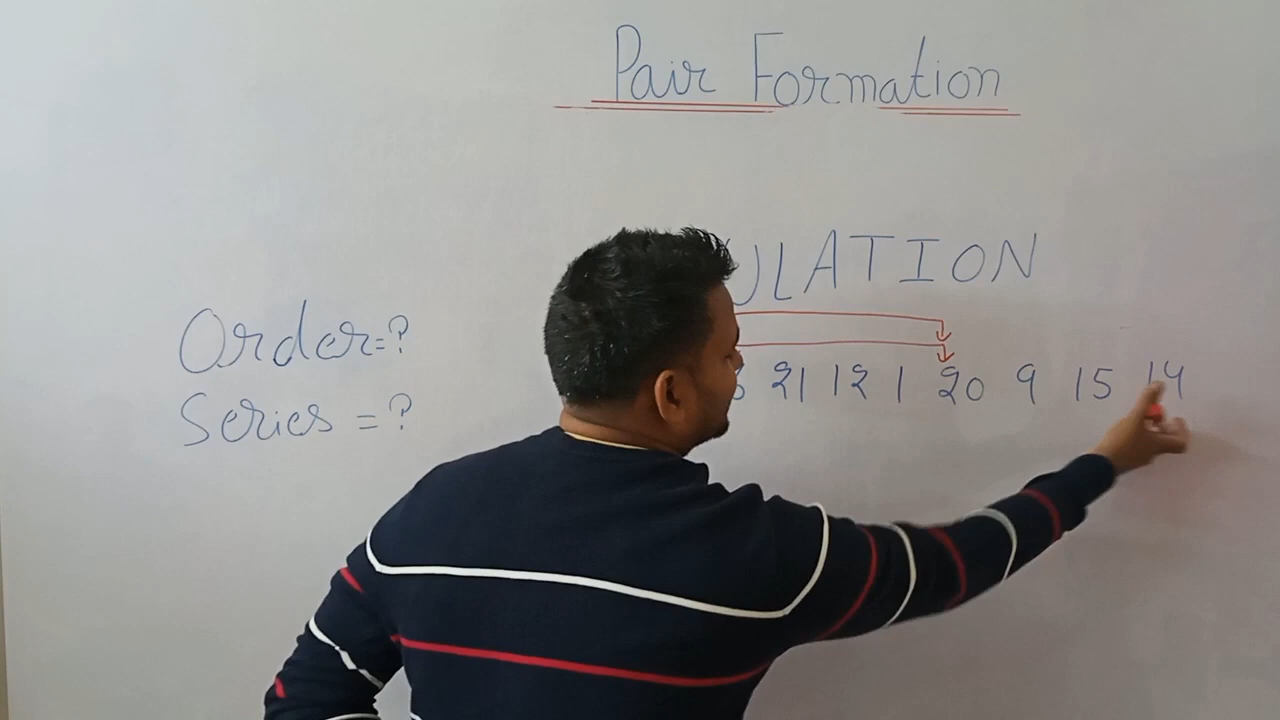 Pair Formation
ULATION
Order=?
21 12 1 20 9 15 14
Series = ?